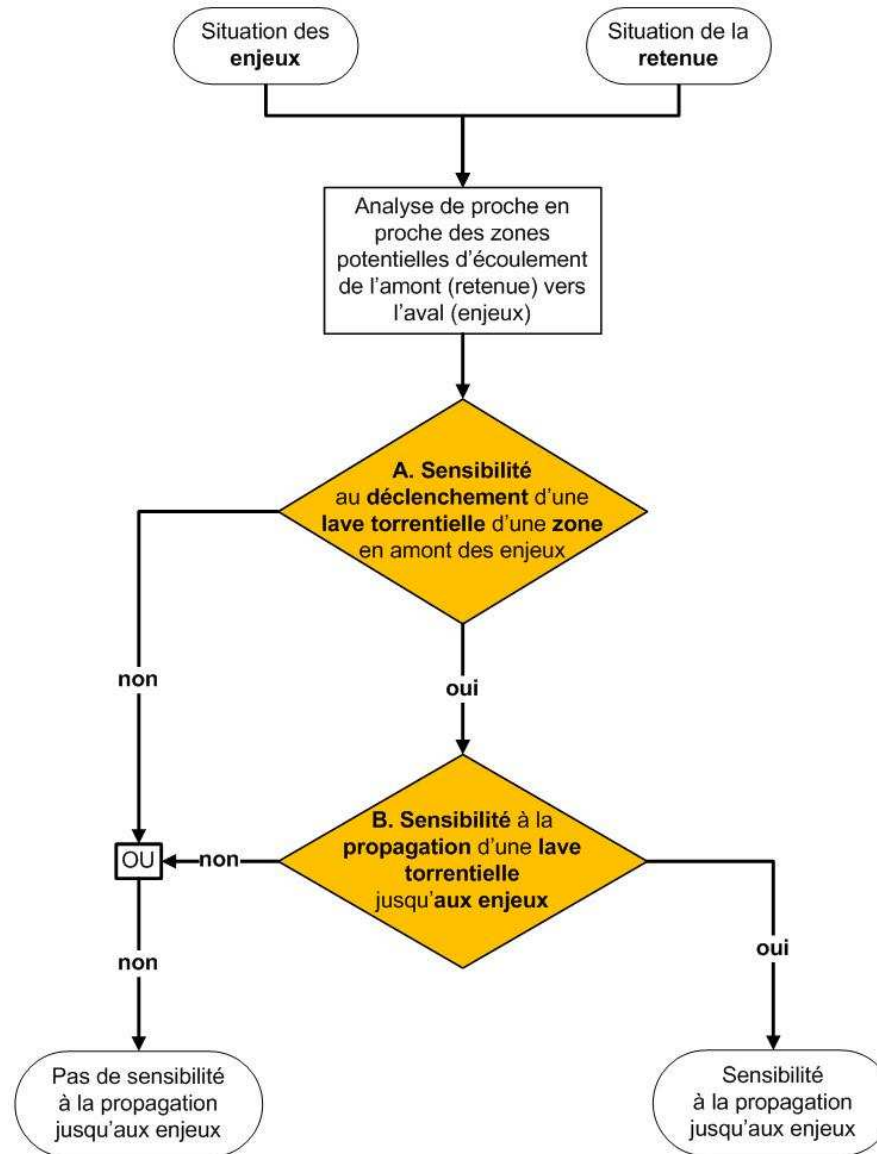 Situation des
enjeux
Situation de la
retenue
Analyse de proche en
proche des zones
potentielles d'écoulement
de l'amont (retenue) vers
l'aval (enjeux)
A. Sensibilité
au déclenchement d'une
lave torrentielle d'une zone
en amont des enjeux
non
oui
B. Sensibilité à la
propagation d'une lave
torrentielle
jusqu'aux enjeux
OU
non
non
oui
Pas de sensibilité
à la propagation
jusqu'aux enjeux
Sensibilité
à la propagation
jusqu'aux enjeux